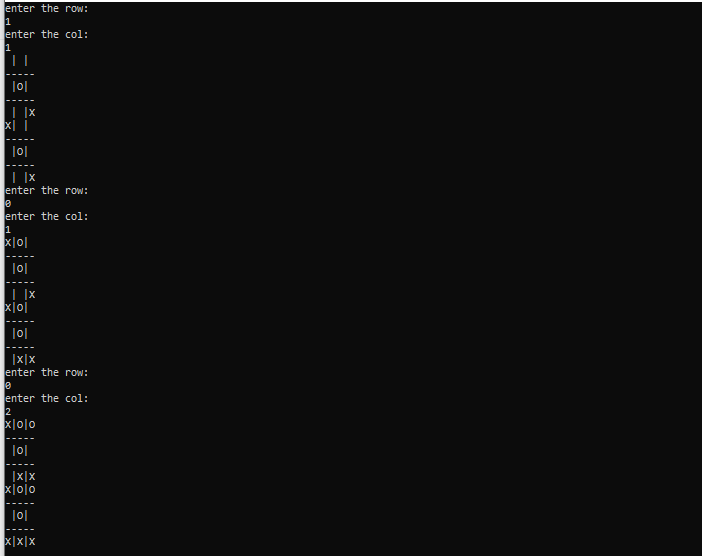 enter the row:
1
enter the col:
1
 | |
-----
 |o|
-----
 | |x
x| |
-----
 |o|
-----
 | |x
enter the row:
0
enter the col:
1
x|o|
-----
 |o|
-----
 | |x
x|o|
-----
 |o|
-----
 |x|x
enter the row:
0
enter the col:
2
x|o|o
-----
 |o|
-----
 |x|x
x|o|o
-----
 |o|
-----
x|x|x